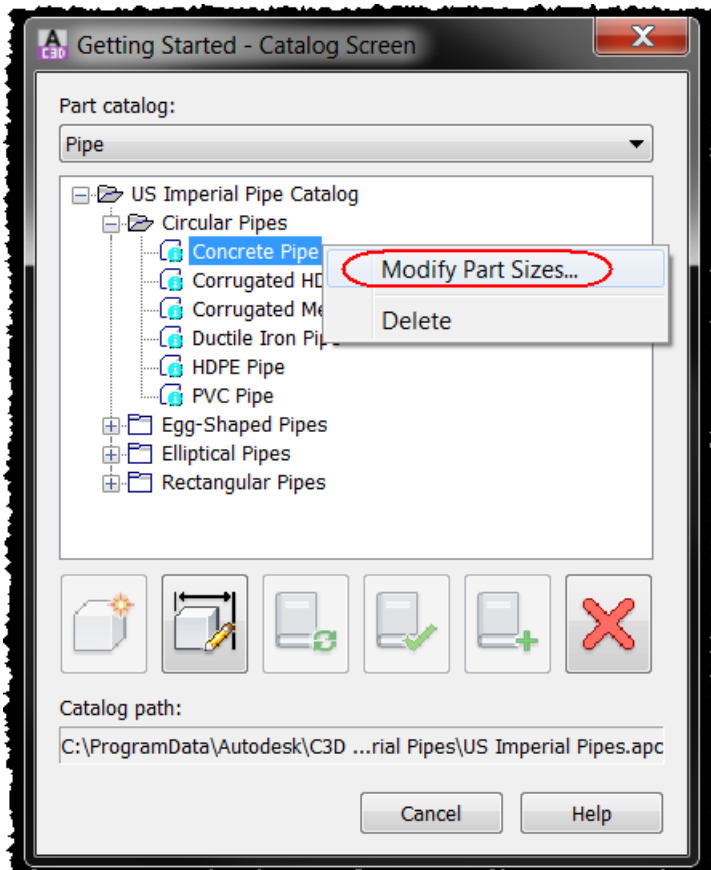 A
C3D
Getting Started - Catalog Screen
X
Part catalog:
Pipe
US Imperial Pipe Catalog
Circular Pipes
Concrete Pipe
Modify Part Sizes...
Corrugated HD
Corrugated Me
Delete
Ductile Iron Pipe
HDPE Pipe
PVC Pipe
Egg-Shaped Pipes
Elliptical Pipes
Rectangular Pipes
Catalog path:
C:\ProgramData\Autodesk\C3D ...rial Pipes\US Imperial Pipes.apc
Cancel
Help